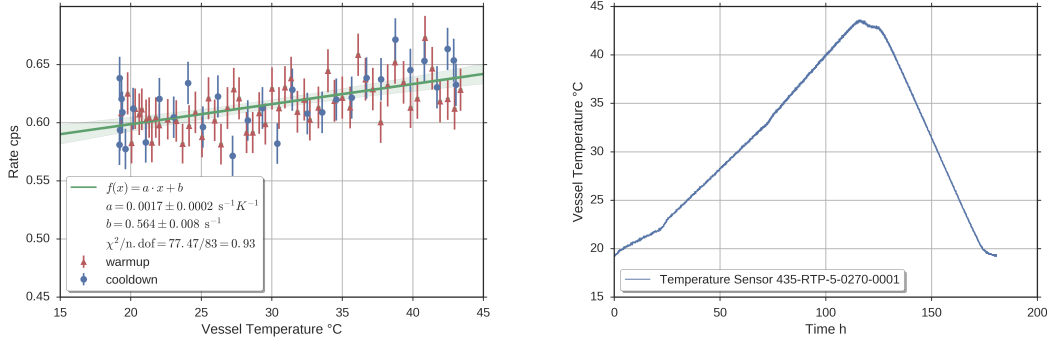 0.65
0.60
0.55
0.50
0.45
Rate cps
f(x) = a · x + b
a = 0.0017 ± 0.0002 s⁻¹K⁻¹
b = 0.564 ± 0.008 s⁻¹
χ²/n.dof = 77.47/83 = 0.93
warmup
cooldown
15 20 25 30 35 40 45
Vessel Temperature °C
45
40
35
30
25
20
15
Vessel Temperature °C
Temperature Sensor 435-RTP-5-0270-0001
0 50 100 150 200
Time h